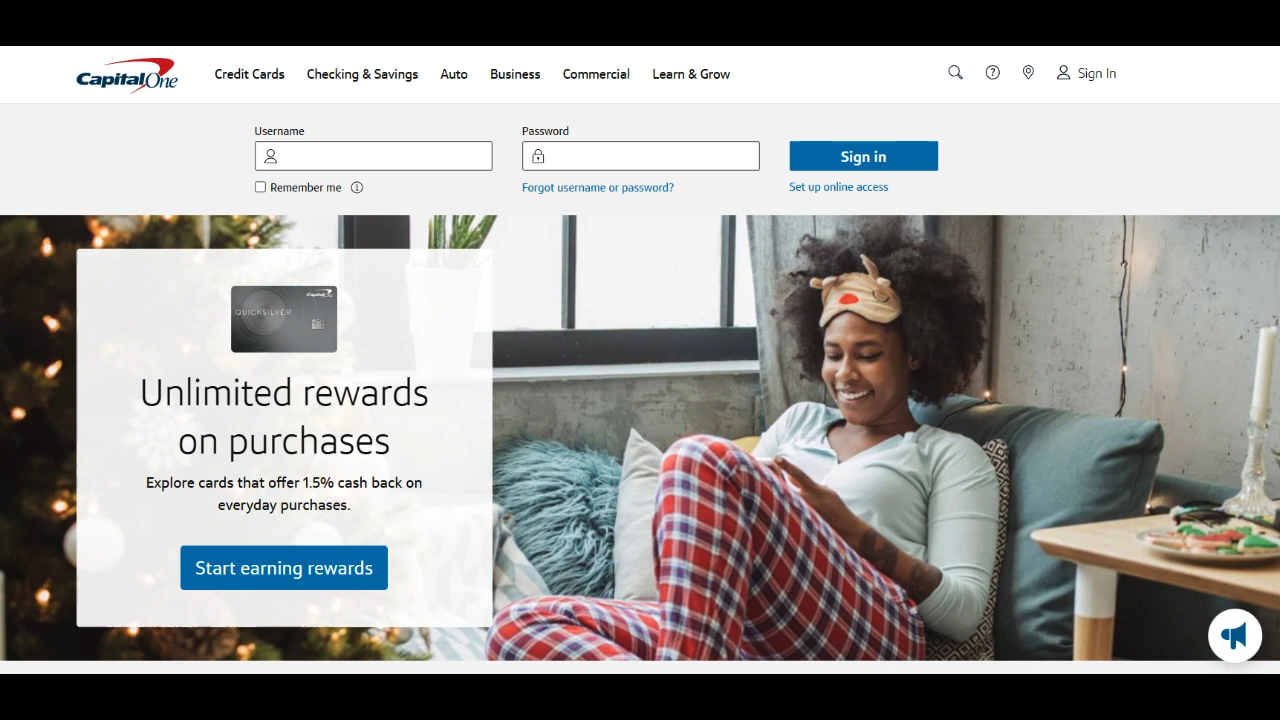 CapitalOne
Credit Cards Checking & Savings Auto Business Commercial Learn & Grow Sign In
Username Password
Sign in
Remember me Forgot username or password? Set up online access
CapitalOne
QUICKSILVER
Unlimited rewards
on purchases
Explore cards that offer 1.5% cash back on
everyday purchases.
Start earning rewards